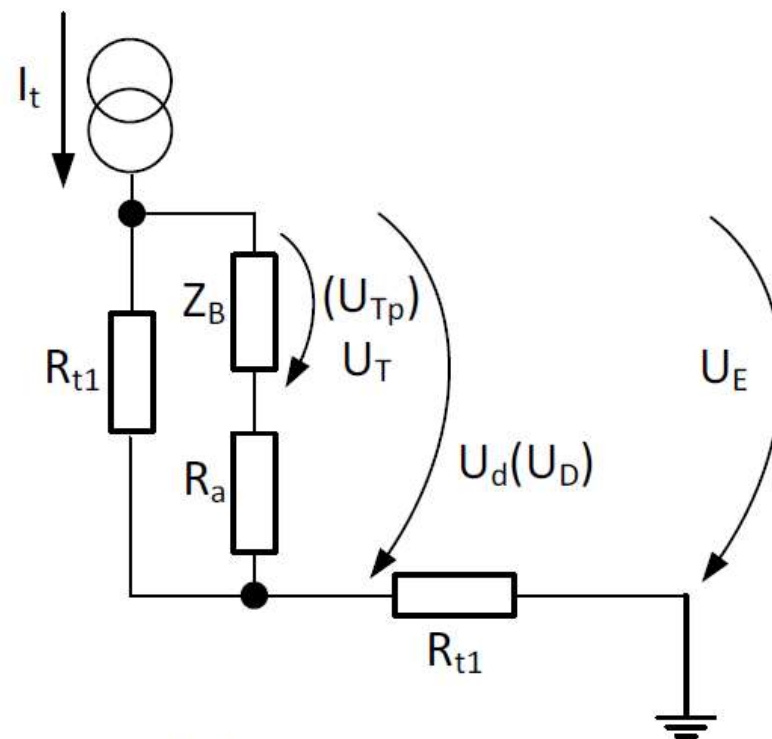 I_t
Z_B
(U_Tp)
U_T
R_t1
U_E
R_a
U_d(U_D)
R_t1